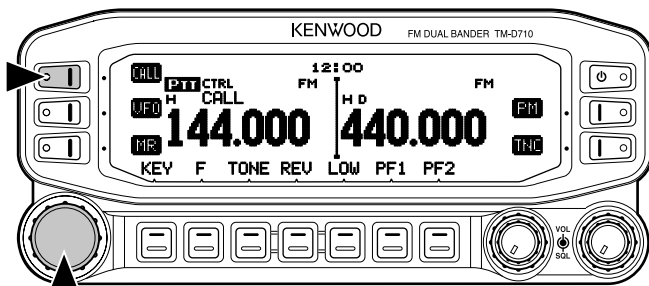 KENWOOD FM DUAL BANDER TM-D710
12:00
CALL PTT CTRL FM FM
H CALL H D
VFO 144.000 440.000 PM
MR TNC
KEY F TONE REV LOW PF1 PF2
VOL
SQL